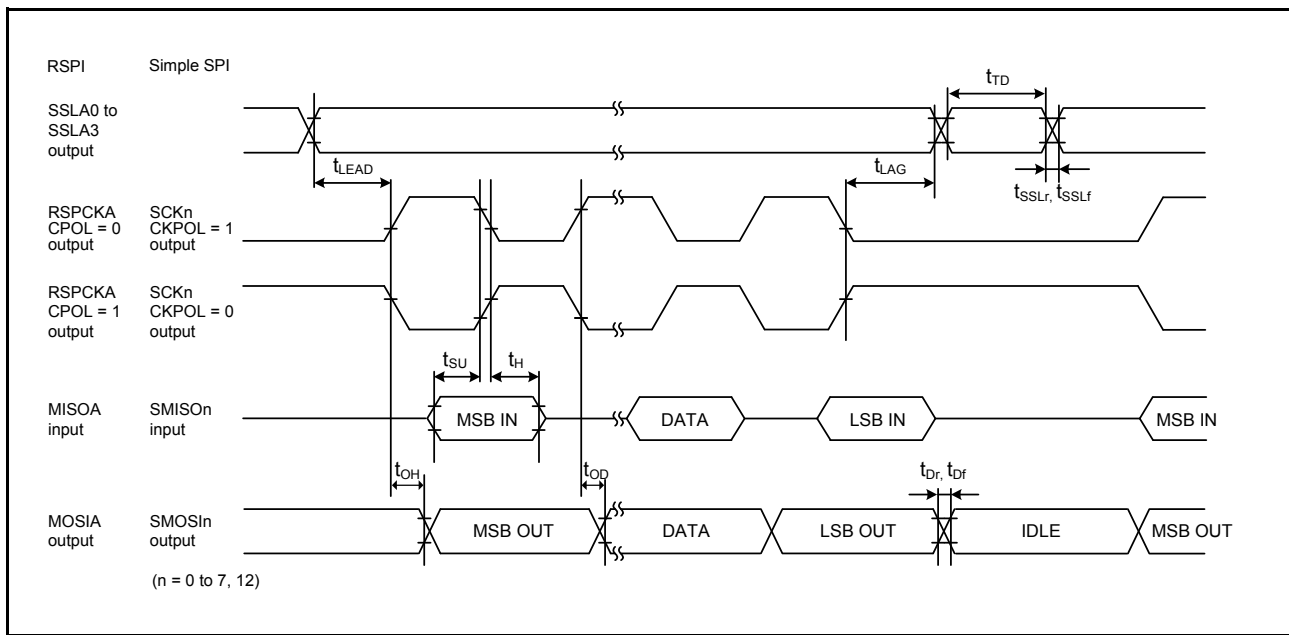 RSPI Simple SPI
SSLA0 to
SSLA3
output
tTD
tLEAD
tLAG
tSSLr, tSSLf
RSPCKA SCKn
CPOL = 0 CKPOL = 1
output output
RSPCKA SCKn
CPOL = 1 CKPOL = 0
output output
tSU tH
MISOA SMISOn
input input
MSB IN DATA LSB IN MSB IN
tOH tOD tDr, tDf
MOSIA SMOSIn
output output
MSB OUT DATA LSB OUT IDLE MSB OUT
(n = 0 to 7, 12)